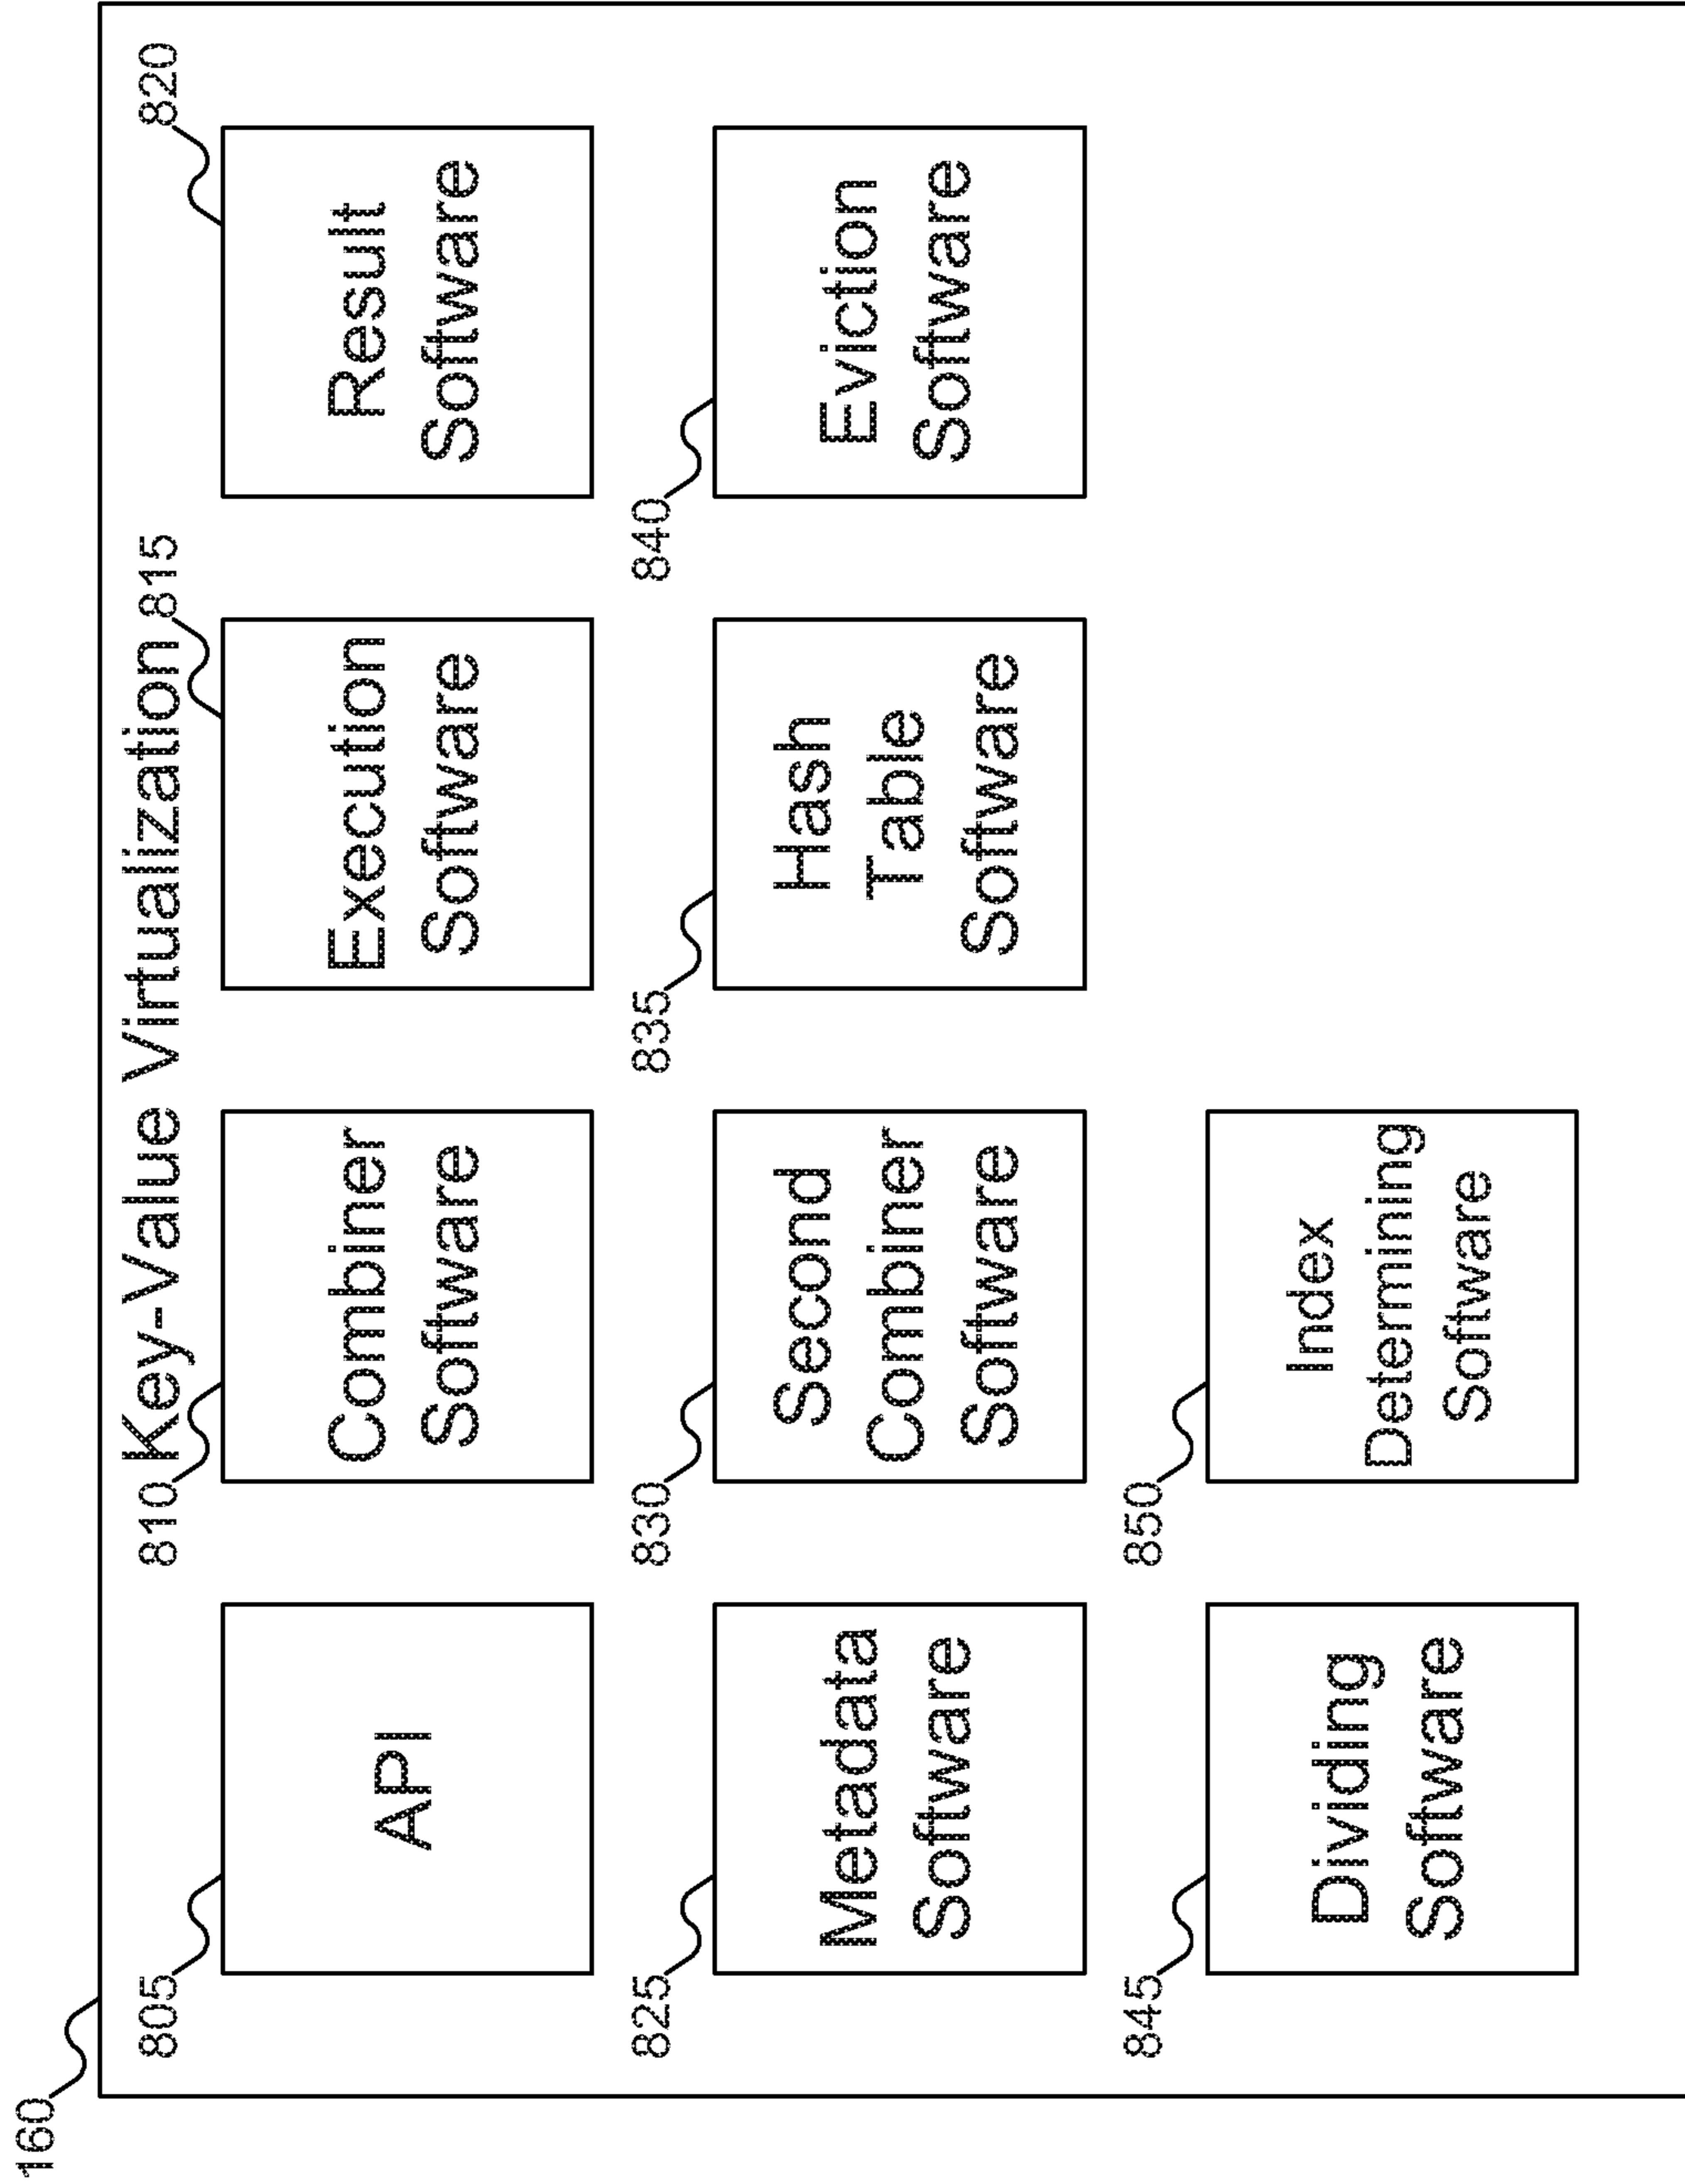 160
Key-Value Virtualization
805
API
810
Combiner
Software
815
Execution
Software
820
Result
Software
825
Metadata
Software
830
Second
Combiner
Software
835
Hash
Table
Software
840
Eviction
Software
845
Dividing
Software
850
Index
Determining
Software